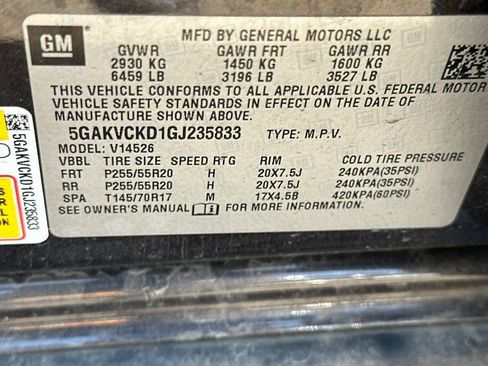 GM
MFD BY GENERAL MOTORS LLC
GVWR GAWR FRT GAWR RR
2930 KG 1450 KG 1600 KG
6459 LB 3196 LB 3527 LB
THIS VEHICLE CONFORMS TO ALL APPLICABLE U.S. FEDERAL MOTOR
VEHICLE SAFETY STANDARDS IN EFFECT ON THE DATE OF
MANUFACTURE SHOWN ABOVE.
5GAKVCKD1GJ235833 TYPE: M.P.V.
MODEL: V14526
VBBL TIRE SIZE SPEED RTG RIM COLD TIRE PRESSURE
FRT P255/55R20 H 20X7.5J 240KPA(35PSI)
RR P255/55R20 H 20X7.5J 240KPA(35PSI)
SPA T145/70R17 M 17X4.5B 420KPA(60PSI)
SEE OWNER'S MANUAL FOR MORE INFORMATION.
5GAKVCKD1GJ235833